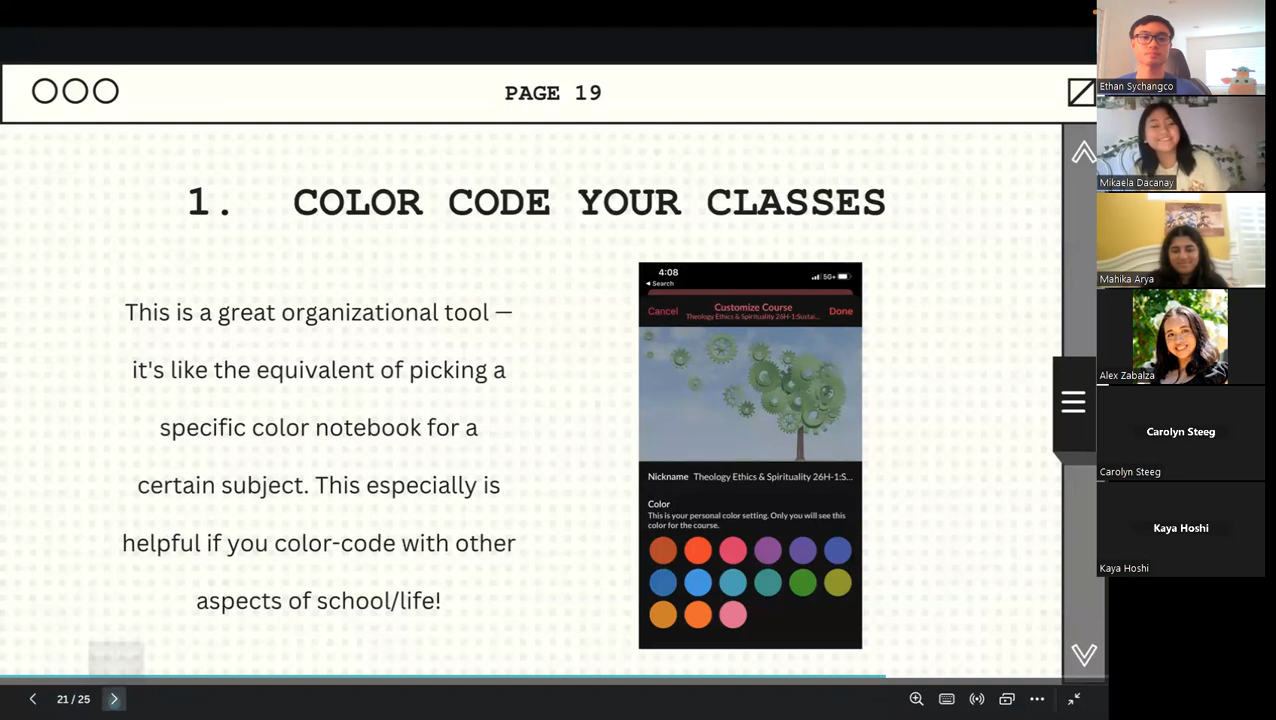 PAGE 19
1. COLOR CODE YOUR CLASSES
This is a great organizational tool —
it's like the equivalent of picking a
specific color notebook for a
certain subject. This especially is
helpful if you color-code with other
aspects of school/life!
4:08
5G+
Search
Cancel
Customize Course
Done
Theology Ethics & Spirituality 26H-1:Sustai...
Nickname Theology Ethics & Spirituality 26H-1:S...
Color
This is your personal color setting. Only you will see this
color for the course.
21 / 25
Ethan Sychangco
Mikaela Dacanay
Mahika Arya
Alex Zabalza
Carolyn Steeg
Carolyn Steeg
Kaya Hoshi
Kaya Hoshi